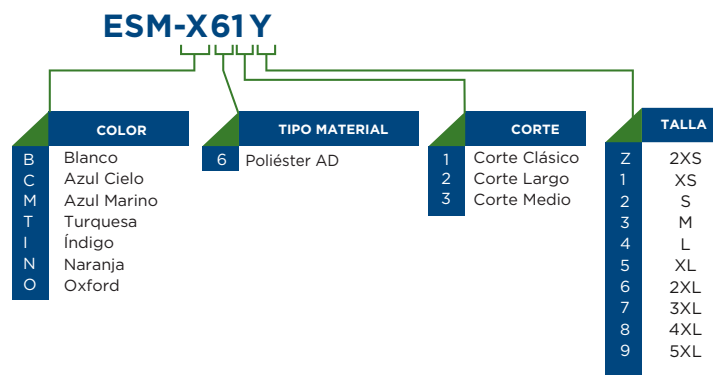 ESM-X61Y
COLOR
B Blanco
C Azul Cielo
M Azul Marino
T Turquesa
I Índigo
N Naranja
O Oxford
TIPO MATERIAL
6 Poliéster AD
CORTE
1 Corte Clásico
2 Corte Largo
3 Corte Medio
TALLA
Z 2XS
1 XS
2 S
3 M
4 L
5 XL
6 2XL
7 3XL
8 4XL
9 5XL